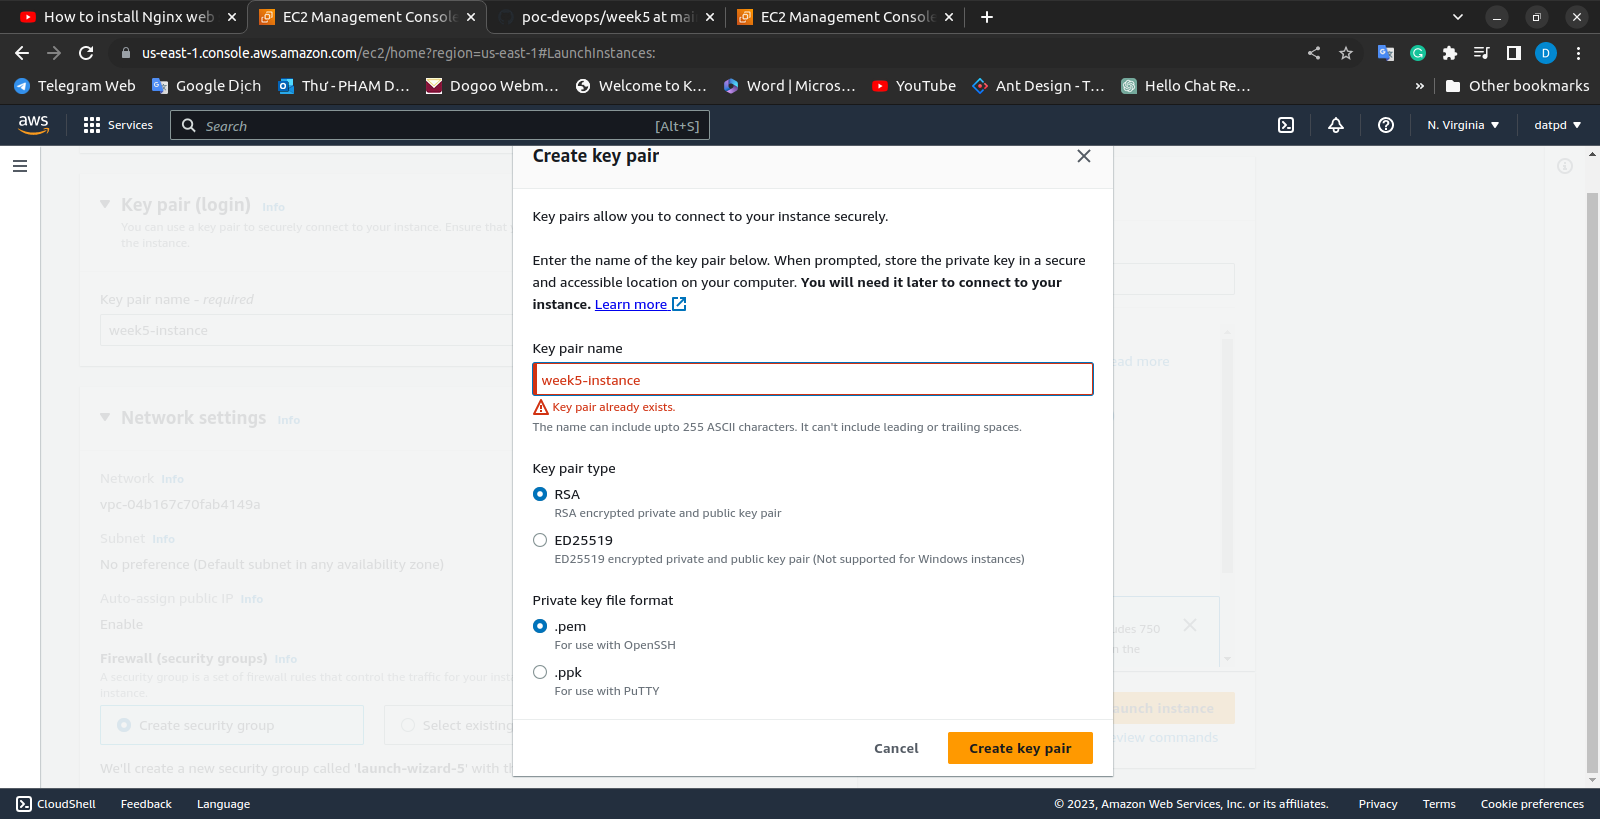 How to install Nginx web
EC2 Management Console
poc-devops/week5 at mai
EC2 Management Console
us-east-1.console.aws.amazon.com/ec2/home?region=us-east-1#LaunchInstances:
D
Telegram Web
Google Dịch
Thư - PHAM D...
Dogoo Webm...
Welcome to K...
Word | Micros...
YouTube
Ant Design - T...
Hello Chat Re...
»
Other bookmarks
aws
Services
Search
[Alt+S]
N. Virginia
datpd
Create key pair
Key pair (login) Info
You can use a key pair to securely connect to your instance. Ensure that y
the instance.
Key pair name - required
week5-instance
Network settings Info
Network Info
vpc-04b167c70fab4149a
Subnet Info
No preference (Default subnet in any availability zone)
Auto-assign public IP Info
Enable
Firewall (security groups) Info
A security group is a set of firewall rules that control the traffic for your inst
instance.
Create security group
Select existing
We'll create a new security group called 'launch-wizard-5' with th
Key pairs allow you to connect to your instance securely.
Enter the name of the key pair below. When prompted, store the private key in a secure
and accessible location on your computer. You will need it later to connect to your
instance. Learn more
Key pair name
week5-instance
Key pair already exists.
The name can include upto 255 ASCII characters. It can't include leading or trailing spaces.
Key pair type
RSA
RSA encrypted private and public key pair
ED25519
ED25519 encrypted private and public key pair (Not supported for Windows instances)
Private key file format
.pem
For use with OpenSSH
.ppk
For use with PuTTY
Cancel
Create key pair
ead more
udes 750
n the
aunch instance
eview commands
CloudShell
Feedback
Language
© 2023, Amazon Web Services, Inc. or its affiliates.
Privacy
Terms
Cookie preferences